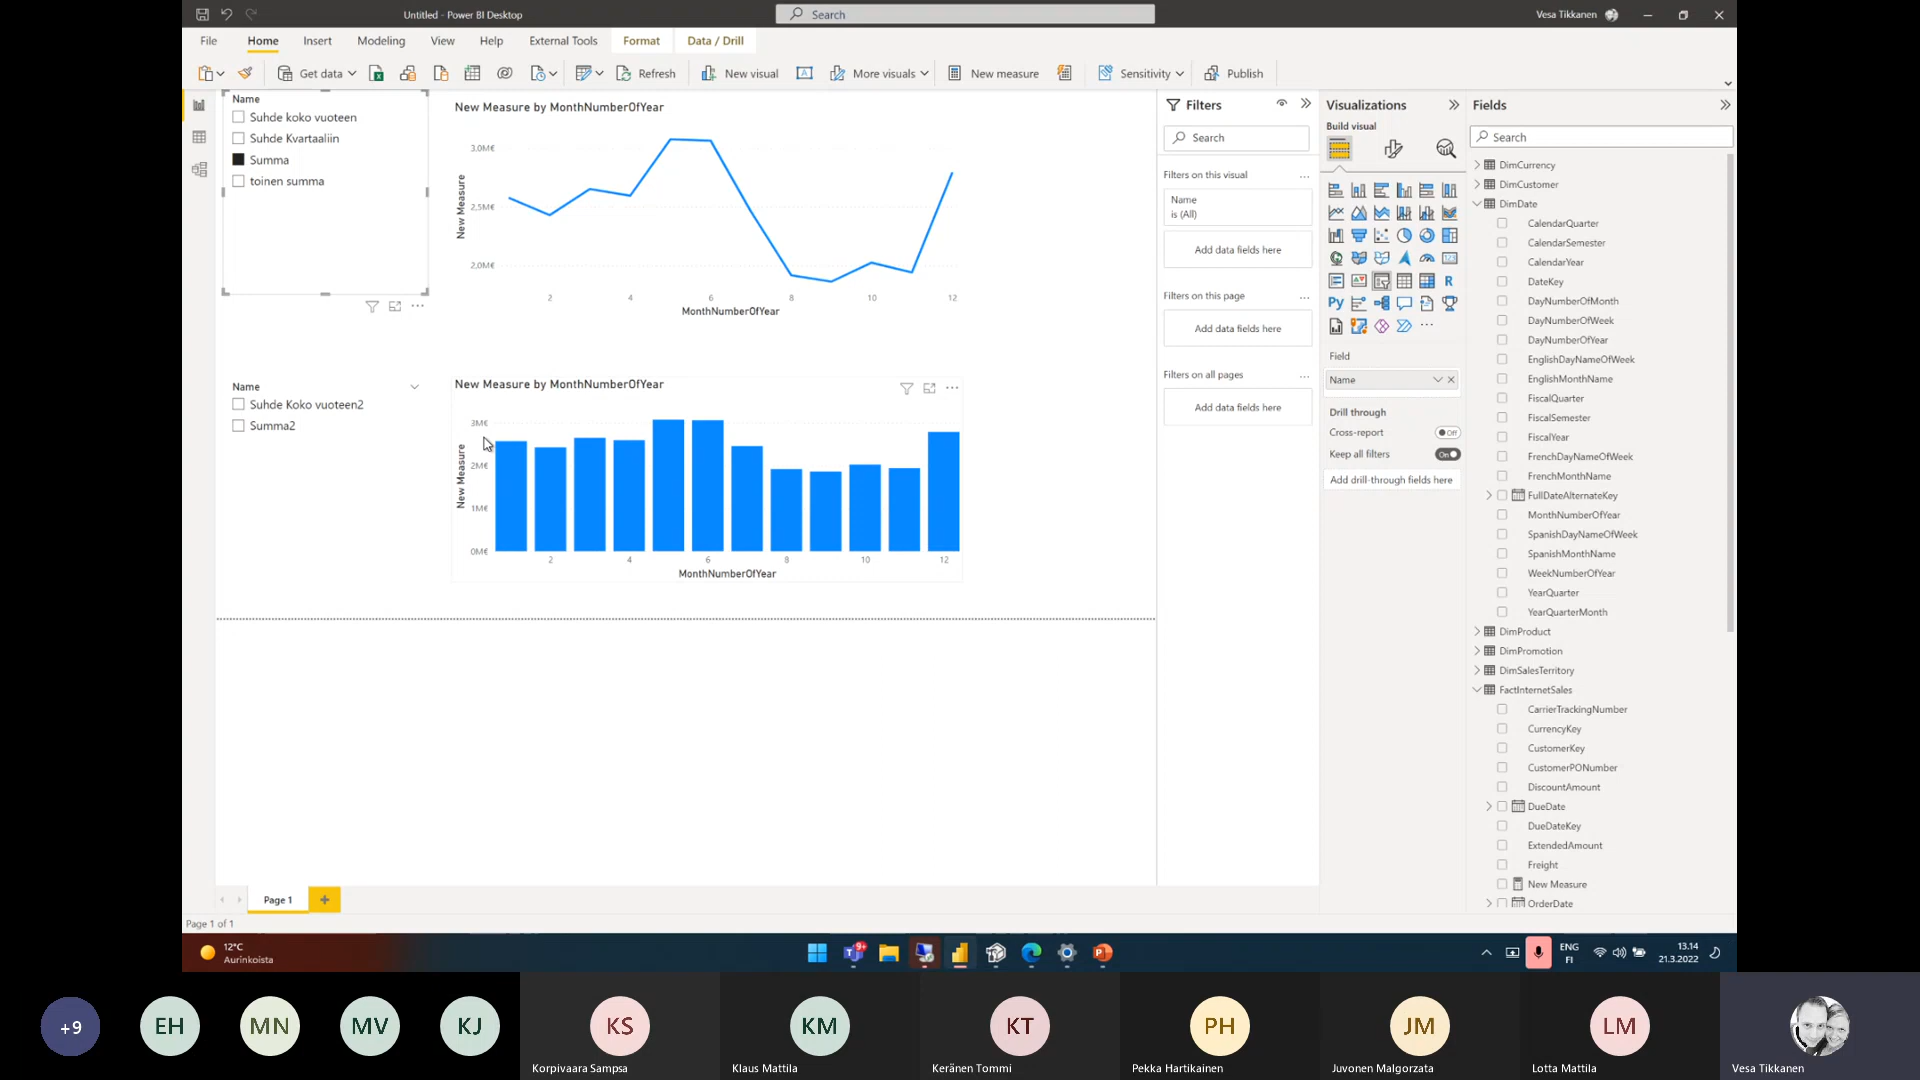 Untitled - Power BI Desktop
Search
Vesa Tikkanen
File
Home
Insert
Modeling
View
Help
External Tools
Format
Data / Drill
Get data
Refresh
New visual
More visuals
New measure
Sensitivity
Publish
Name
Suhde koko vuoteen
Suhde Kvartaaliin
Summa
toinen summa
New Measure by MonthNumberOfYear
New Measure
3,0M€
2,5M€
2,0M€
2 4 6 8 10 12
MonthNumberOfYear
Name
Suhde Koko vuoteen2
Summa2
New Measure by MonthNumberOfYear
New Measure
3M€
2M€
1M€
0M€
2 4 6 8 10 12
MonthNumberOfYear
Filters
Search
Filters on this visual
Name
is (All)
Add data fields here
Filters on this page
Add data fields here
Filters on all pages
Add data fields here
Visualizations
Build visual
R
Py
123
Field
Name
Drill through
Cross-report
Off
Keep all filters
On
Add drill-through fields here
Fields
Search
DimCurrency
DimCustomer
DimDate
CalendarQuarter
CalendarSemester
CalendarYear
DateKey
DayNumberOfMonth
DayNumberOfWeek
DayNumberOfYear
EnglishDayNameOfWeek
EnglishMonthName
FiscalQuarter
FiscalSemester
FiscalYear
FrenchDayNameOfWeek
FrenchMonthName
FullDateAlternateKey
MonthNumberOfYear
SpanishDayNameOfWeek
SpanishMonthName
WeekNumberOfYear
YearQuarter
YearQuarterMonth
DimProduct
DimPromotion
DimSalesTerritory
FactInternetSales
CarrierTrackingNumber
CurrencyKey
CustomerKey
CustomerPONumber
DiscountAmount
DueDate
DueDateKey
ExtendedAmount
Freight
New Measure
OrderDate
Page 1
Page 1 of 1
12°C
Aurinkoista
9+
ENG
FI
13.14
21.3.2022
+9
EH
MN
MV
KJ
KS
Korpivaara Sampsa
KM
Klaus Mattila
KT
Keränen Tommi
PH
Pekka Hartikainen
JM
Juvonen Malgorzata
LM
Lotta Mattila
Vesa Tikkanen